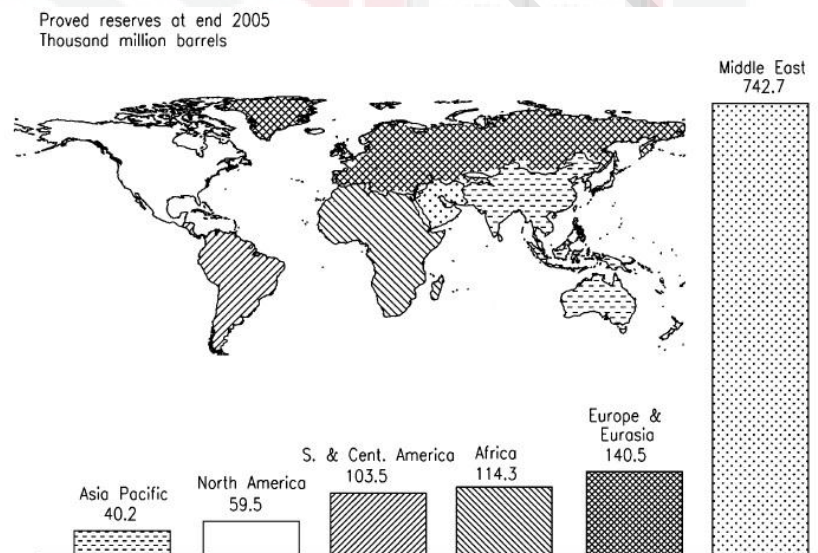 Proved reserves at end 2005
Thousand million barrels
Middle East
742.7
Europe &
Eurasia
140.5
S. & Cent. America
103.5
Africa
114.3
North America
59.5
Asia Pacific
40.2